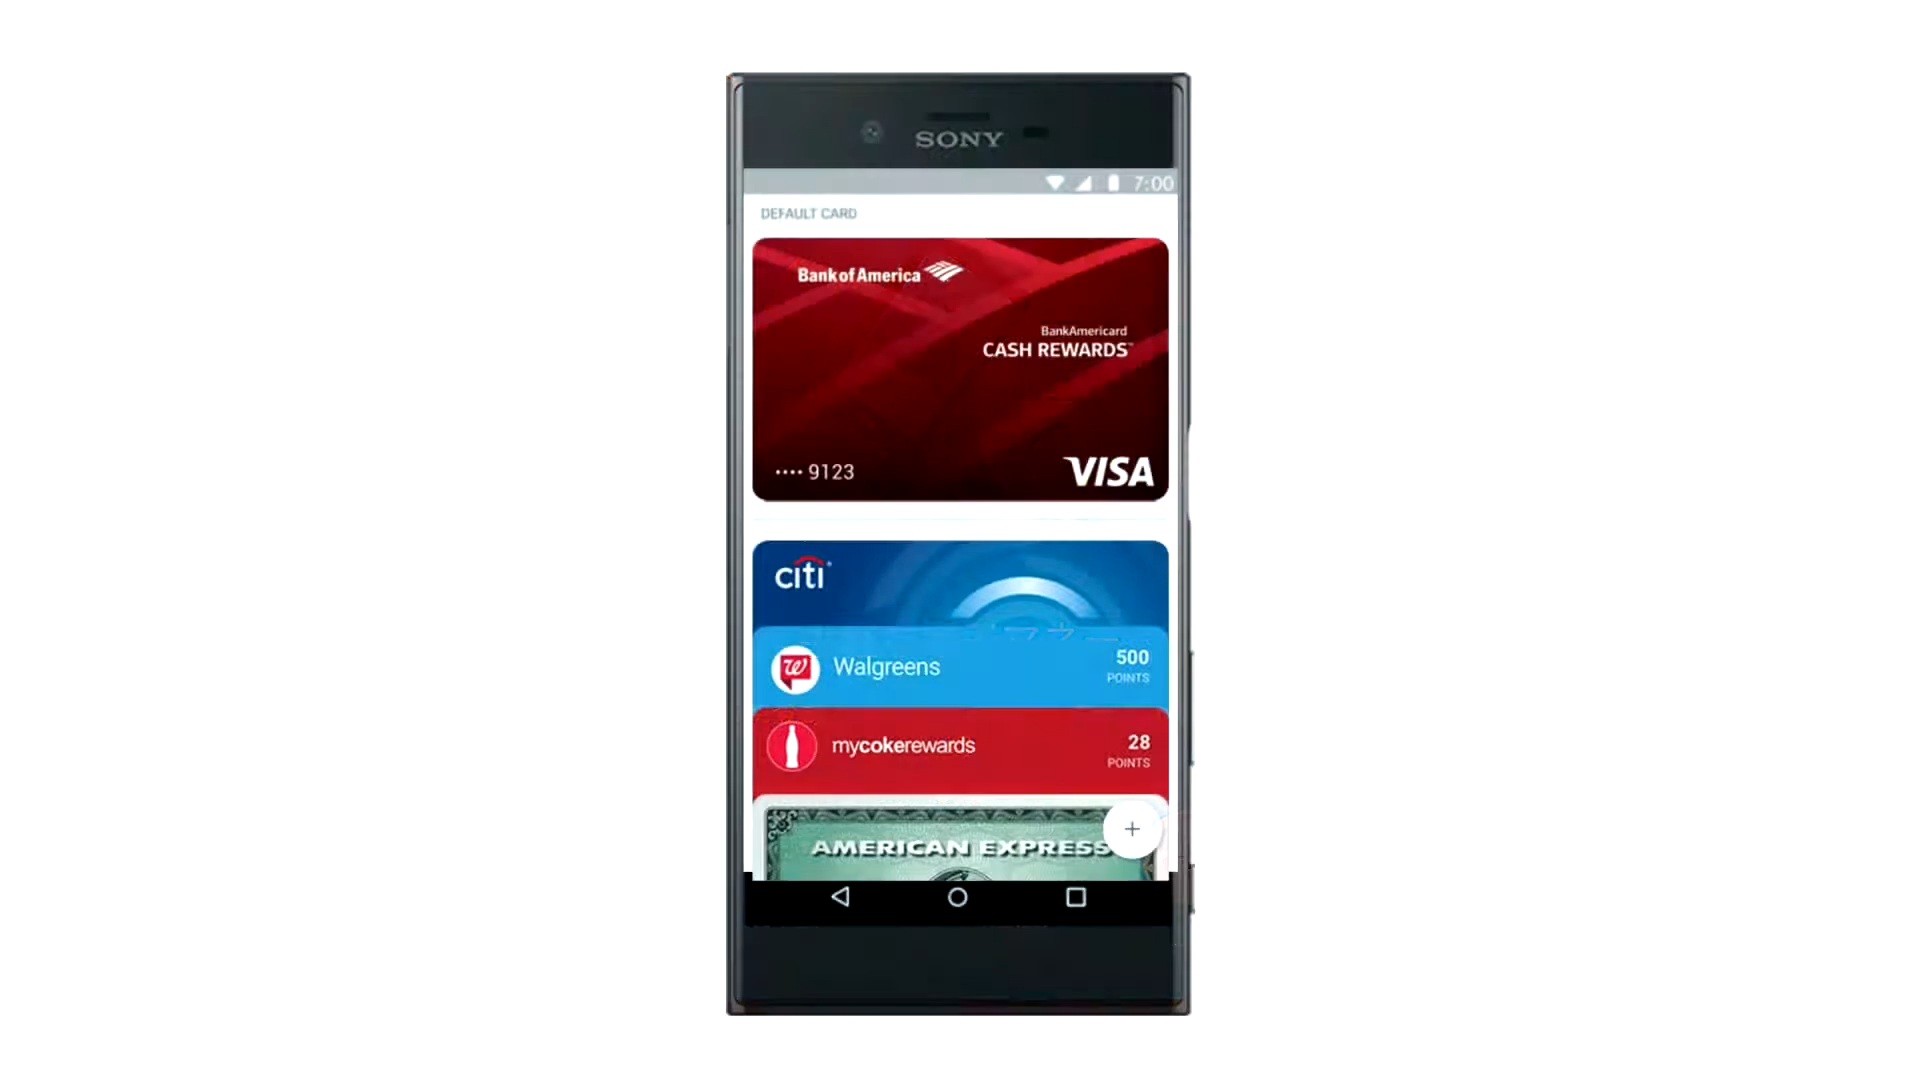 SONY
7:00
DEFAULT CARD
Bank of America
BankAmericard
CASH REWARDS™
•••• 9123
VISA
citi®
Walgreens
500
POINTS
mycokerewards
28
POINTS
AMERICAN EXPRESS
+